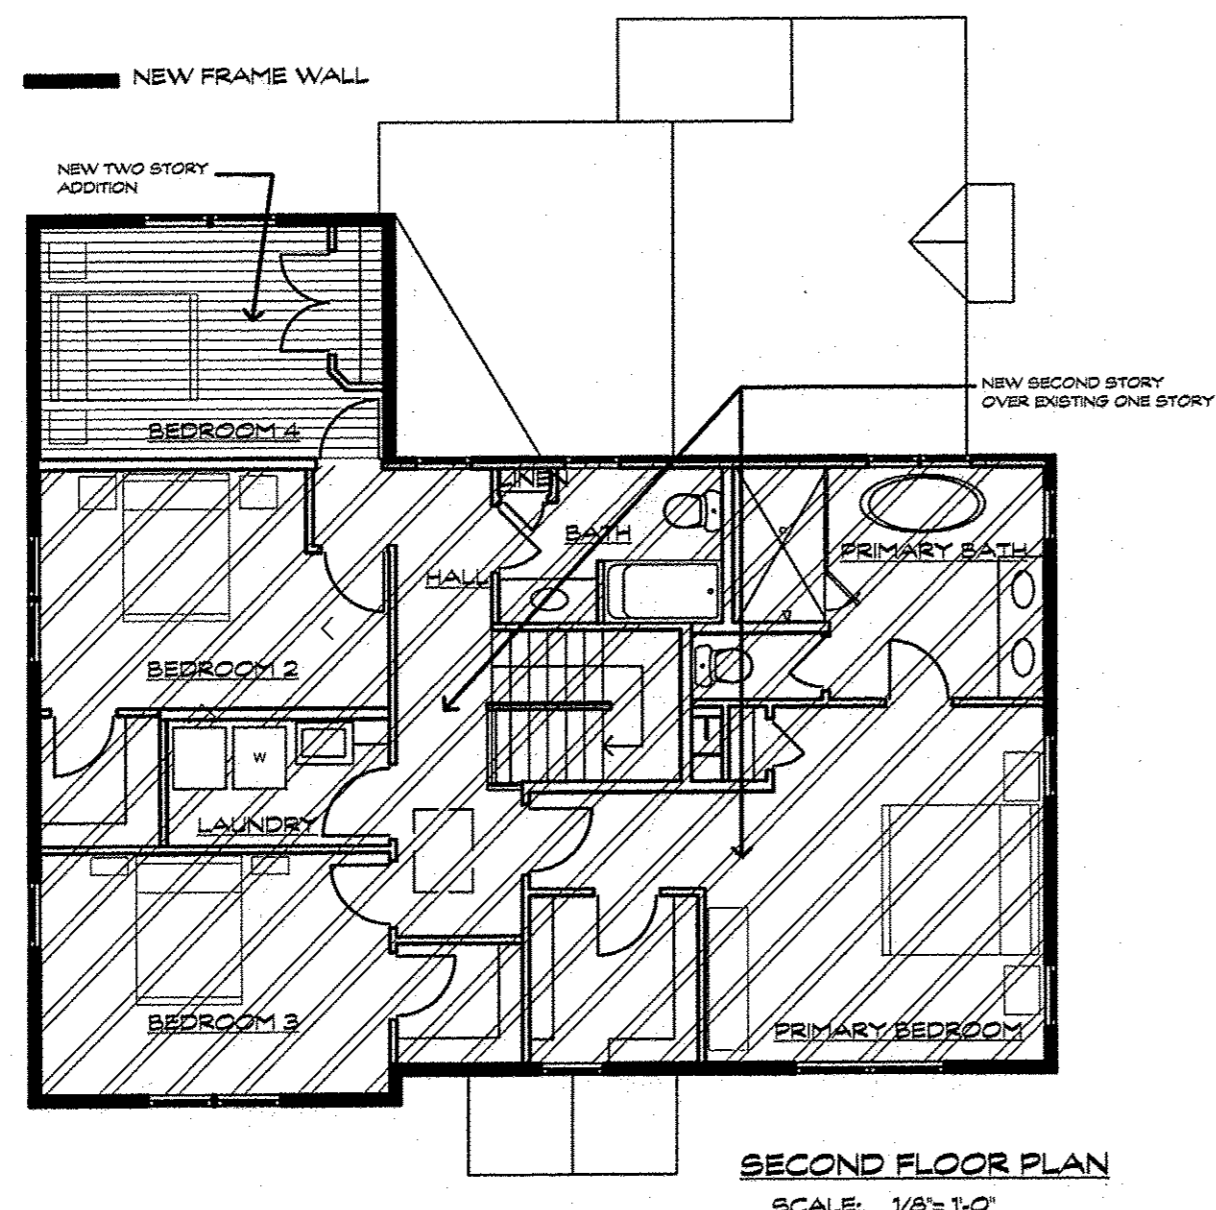 NEW FRAME WALL
NEW TWO STORY
ADDITION
NEW SECOND STORY
OVER EXISTING ONE STORY
BEDROOM 4
LINEN
BATH
PRIMARY BATH
HALL
BEDROOM 2
W
LAUNDRY
BEDROOM 3
PRIMARY BEDROOM
SECOND FLOOR PLAN
SCALE: 1/8"= 1'-0"